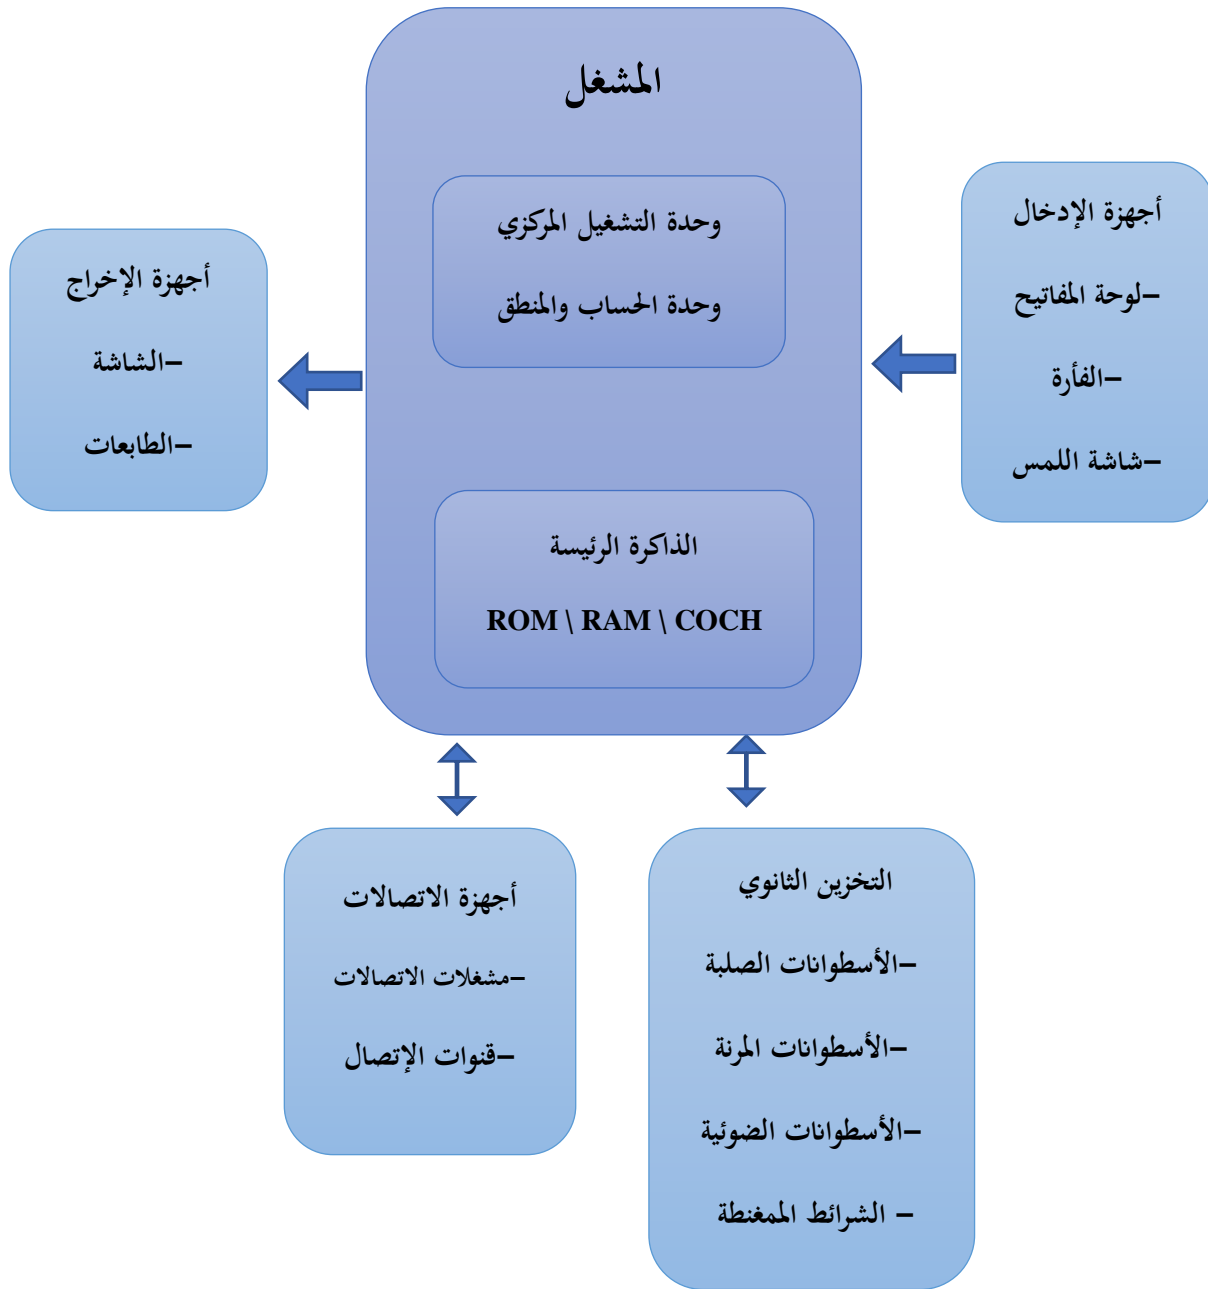 المشغل
وحدة التشغيل المركزي
وحدة الحساب والمنطق
الذاكرة الرئيسة
ROM \ RAM \ COCH
أجهزة الإدخال
–لوحة المفاتيح
–الفأرة
–شاشة اللمس
أجهزة الإخراج
–الشاشة
–الطابعات
التخزين الثانوي
–الأسطوانات الصلبة
–الأسطوانات المرنة
–الأسطوانات الضوئية
– الشرائط الممغنطة
أجهزة الاتصالات
–مشغلات الاتصالات
–قنوات الإتصال